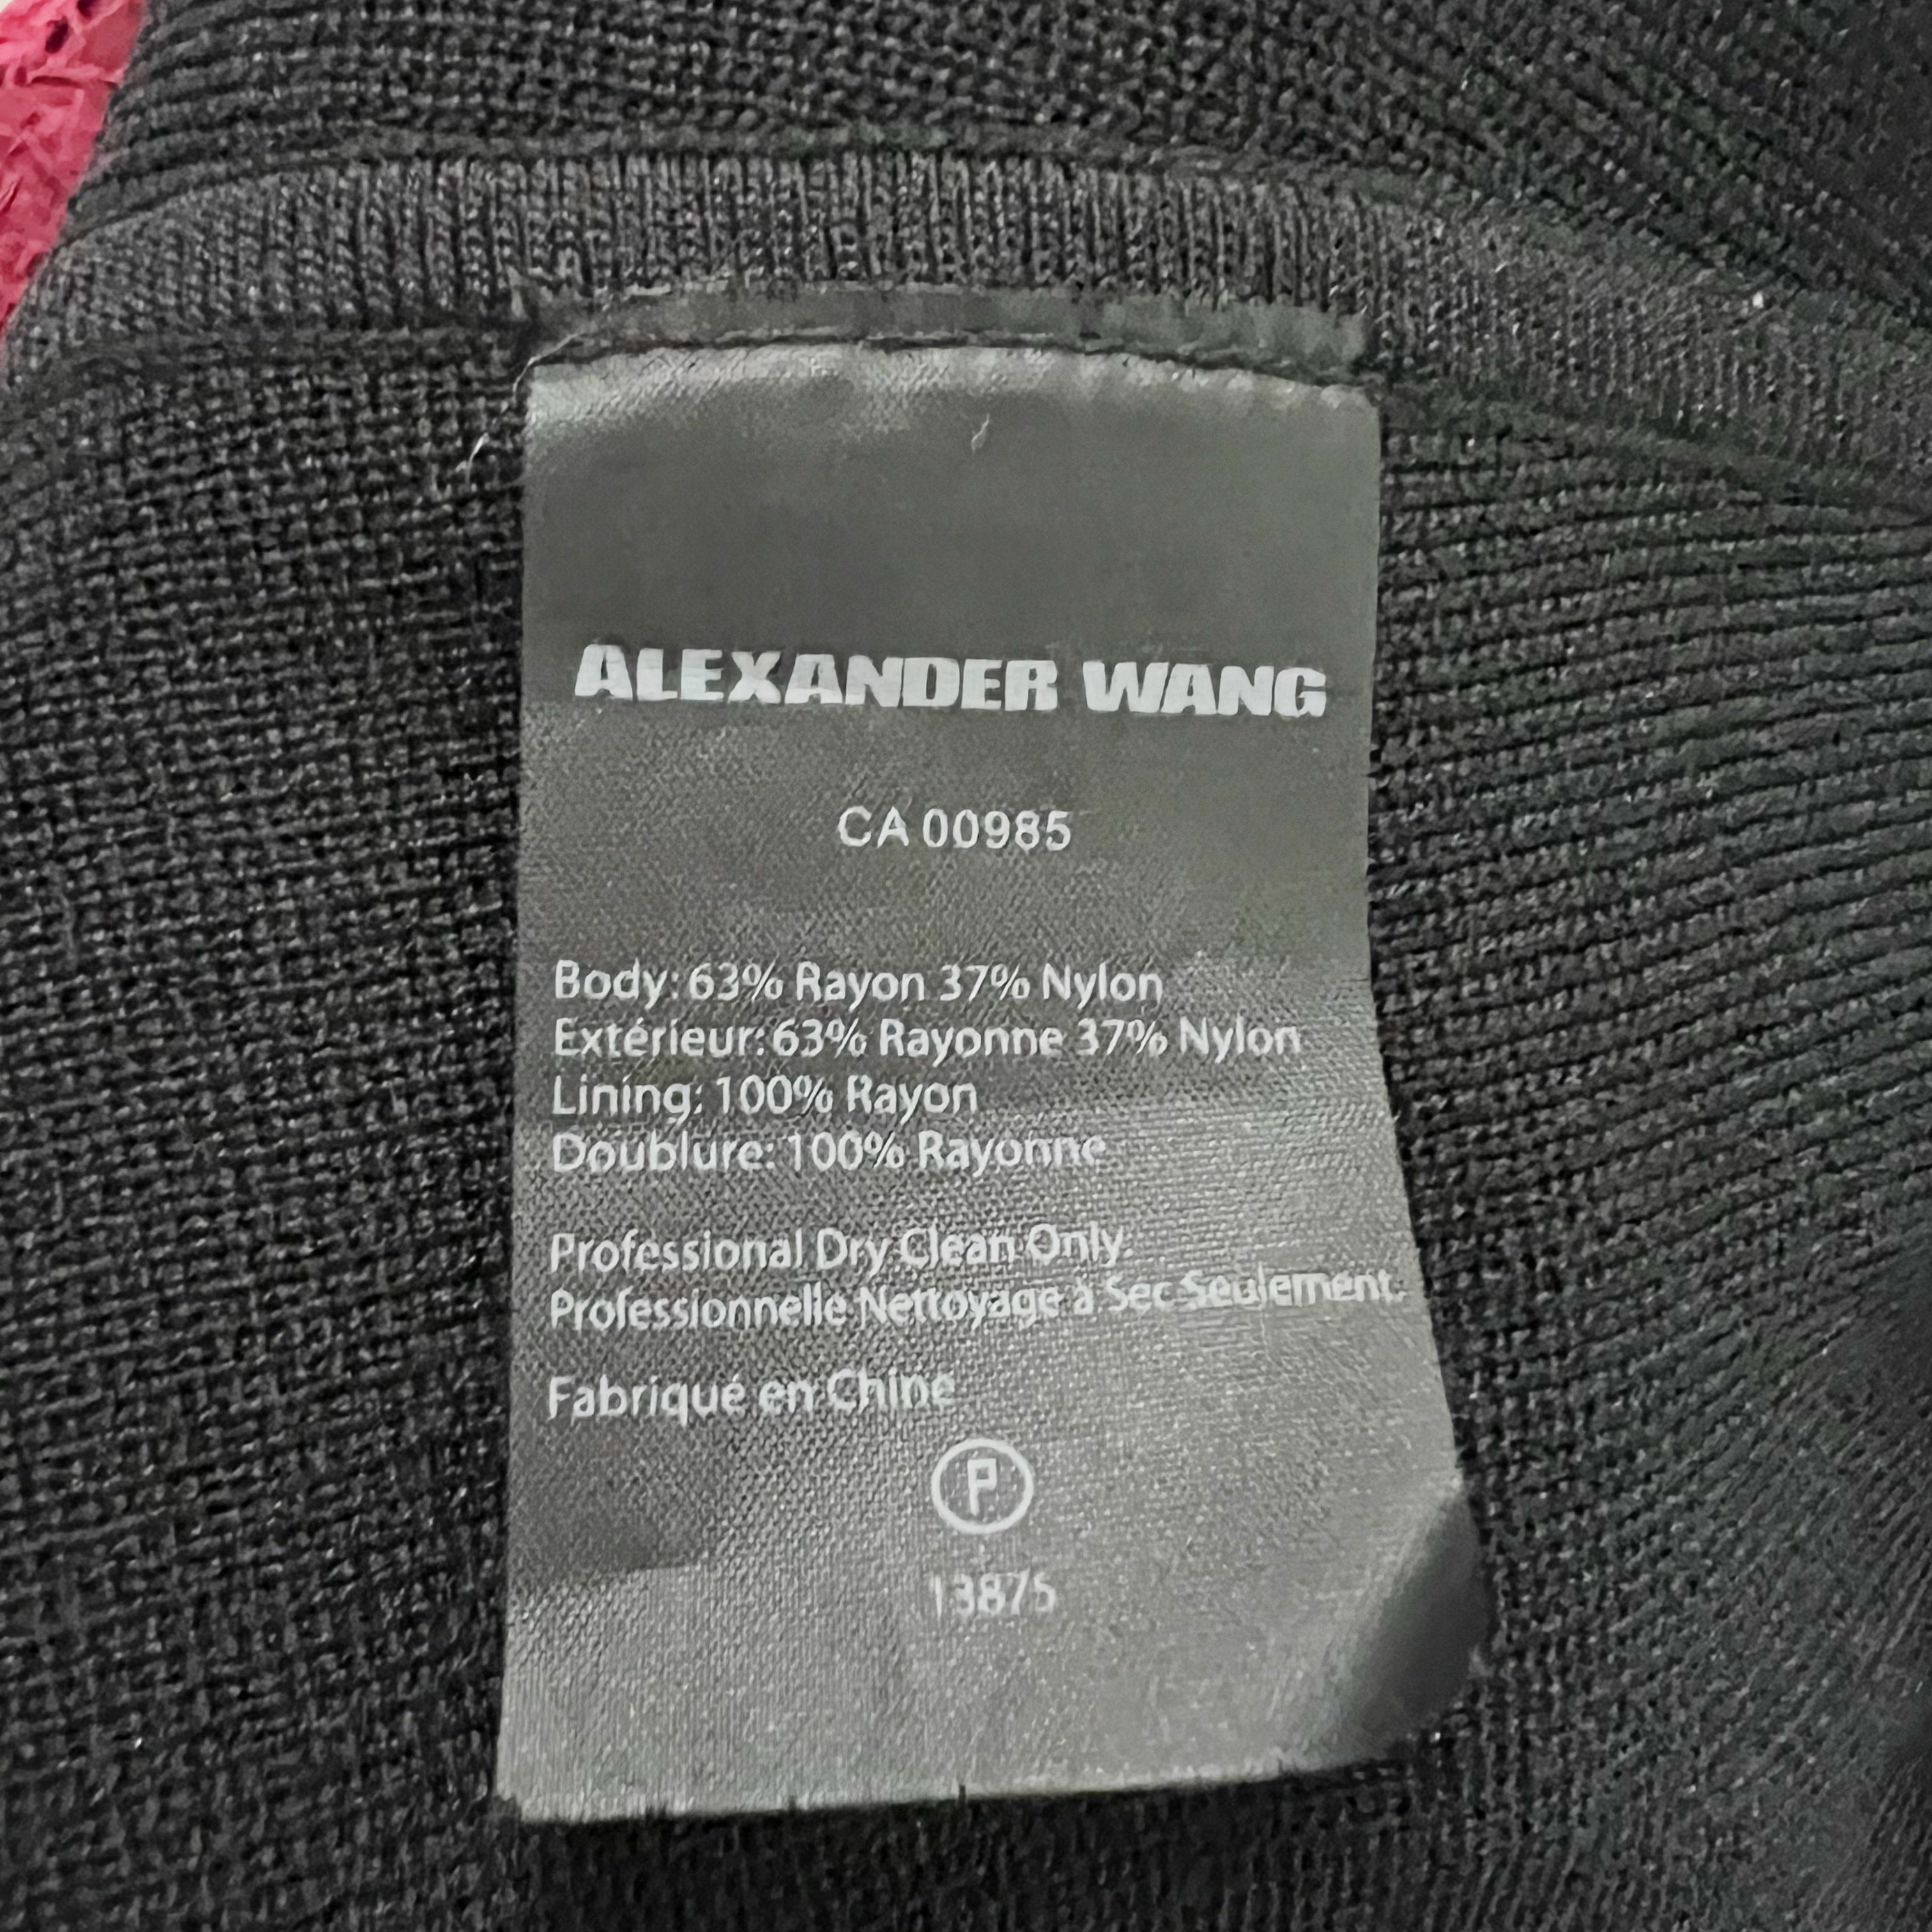 ALEXANDER WANG
CA 00985
Body: 63% Rayon 37% Nylon
Extérieur: 63% Rayonne 37% Nylon
Lining: 100% Rayon
Doublure: 100% Rayonne
Professional Dry Clean Only.
Professionnelle Nettoyage à Sec Seulement.
Fabriqué en Chine
P
13875